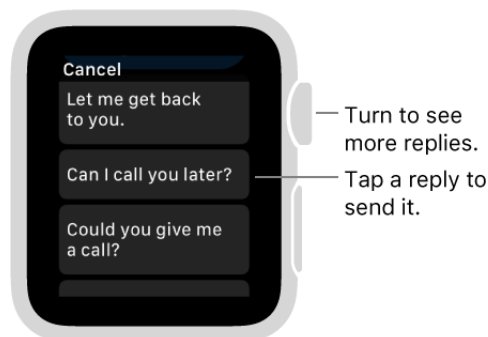 Cancel
Let me get back
to you.
Can I call you later?
Could you give me
a call?
Turn to see
more replies.
Tap a reply to
send it.